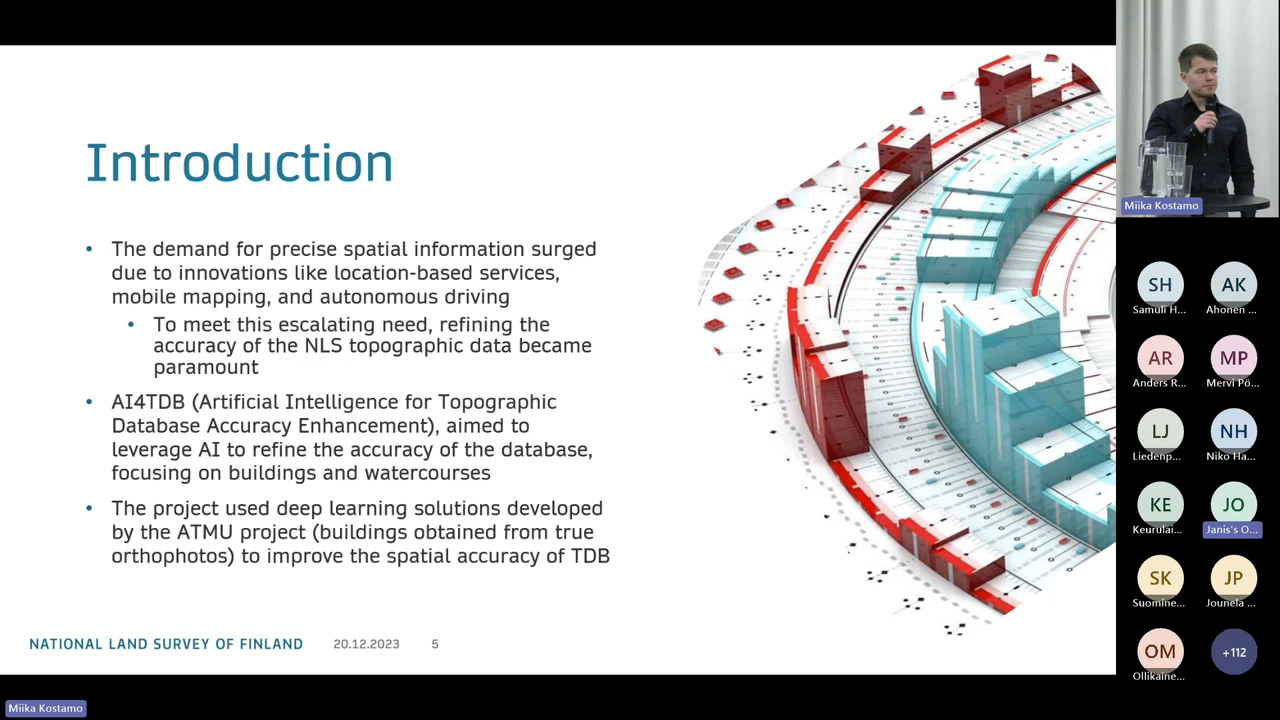 Introduction
• The demand for precise spatial information surged
due to innovations like location-based services,
mobile mapping, and autonomous driving
• To meet this escalating need, refining the
accuracy of the NLS topographic data became
paramount
• AI4TDB (Artificial Intelligence for Topographic
Database Accuracy Enhancement), aimed to
leverage AI to refine the accuracy of the database,
focusing on buildings and watercourses
• The project used deep learning solutions developed
by the ATMU project (buildings obtained from true
orthophotos) to improve the spatial accuracy of TDB
NATIONAL LAND SURVEY OF FINLAND 20.12.2023 5
Miika Kostamo
Miika Kostamo
SH AK
Samuli H... Ahonen ...
AR MP
Anders R... Mervi Pö...
LJ NH
Liedenp... Niko Ha...
KE JO
Keurulai... Janis's O...
SK JP
Suomine... Jounela ...
OM +112
Ollikaine...